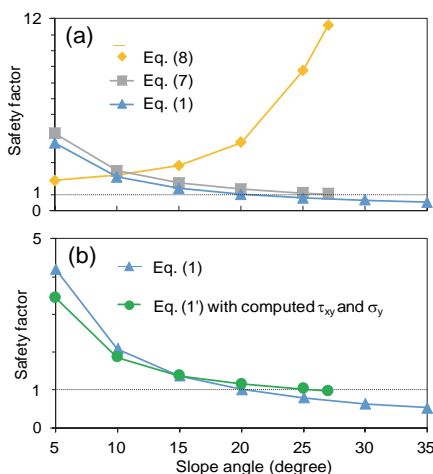 12
(a)
Eq. (8)
Eq. (7)
Eq. (1)
Safety factor
1
0
5
(b)
Eq. (1)
Eq. (1') with computed τxy and σy
Safety factor
1
0
5 10 15 20 25 30 35
Slope angle (degree)